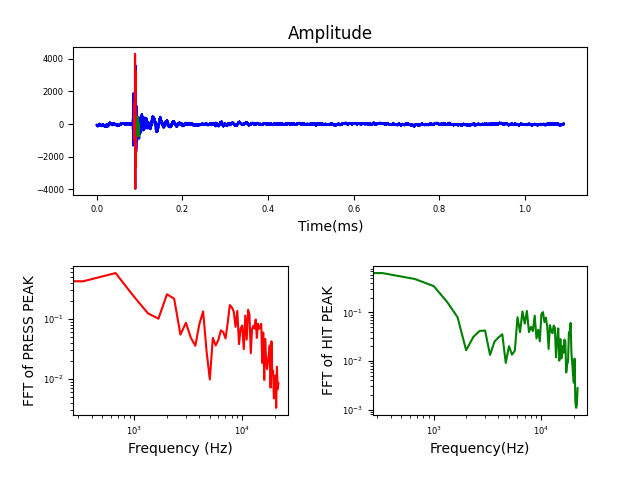 Amplitude
4000
2000
0
−2000
−4000
0.0 0.2 0.4 0.6 0.8 1.0
Time(ms)
FFT of PRESS PEAK
10⁻¹
10⁻²
10³ 10⁴
Frequency (Hz)
FFT of HIT PEAK
10⁻¹
10⁻²
10⁻³
10³ 10⁴
Frequency(Hz)